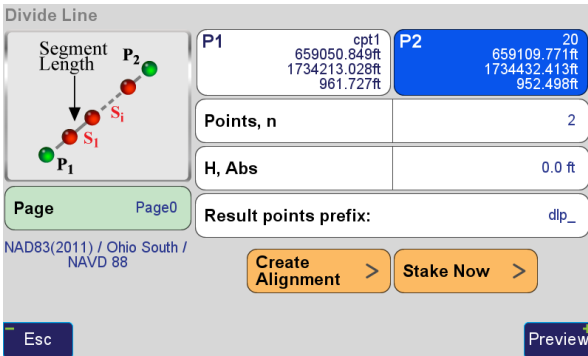 Divide Line
Segment
Length
P2
Si
S1
P1
P1
cpt1
659050.849ft
1734213.028ft
961.727ft
P2
20
659109.771ft
1734432.413ft
952.498ft
Points, n
2
H, Abs
0.0 ft
Page
Page0
Result points prefix:
dlp_
NAD83(2011) / Ohio South /
NAVD 88
Create
Alignment >
Stake Now >
Esc
Preview